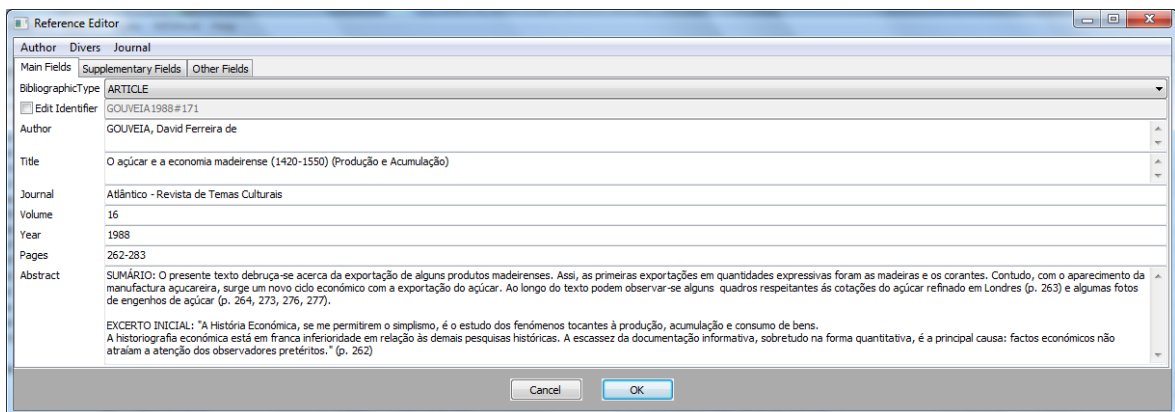 Reference Editor
Author Divers Journal
Main Fields Supplementary Fields Other Fields
BibliographicType ARTICLE
Edit Identifier GOUVEIA1988#171
Author GOUVEIA, David Ferreira de
Title O açúcar e a economia madeirense (1420-1550) (Produção e Acumulação)
Journal Atlântico - Revista de Temas Culturais
Volume 16
Year 1988
Pages 262-283
Abstract SUMÁRIO: O presente texto debruça-se acerca da exportação de alguns produtos madeirenses. Assi, as primeiras exportações em quantidades expressivas foram as madeiras e os corantes. Contudo, com o aparecimento da
manufactura açucareira, surge um novo ciclo económico com a exportação do açúcar. Ao longo do texto podem observar-se alguns quadros respeitantes ás cotações do açúcar refinado em Londres (p. 263) e algumas fotos
de engenhos de açúcar (p. 264, 273, 276, 277).
EXCERTO INICIAL: "A História Económica, se me permitirem o simplismo, é o estudo dos fenómenos tocantes à produção, acumulação e consumo de bens.
A historiografia económica está em franca inferioridade em relação às demais pesquisas históricas. A escassez da documentação informativa, sobretudo na forma quantitativa, é a principal causa: factos económicos não
atraíam a atenção dos observadores pretéritos." (p. 262)
Cancel OK